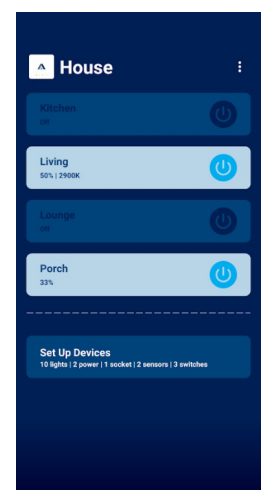 House
Kitchen
Off
Living
50% | 2900K
Lounge
Off
Porch
33%
Set Up Devices
10 lights | 2 power | 1 socket | 2 sensors | 3 switches